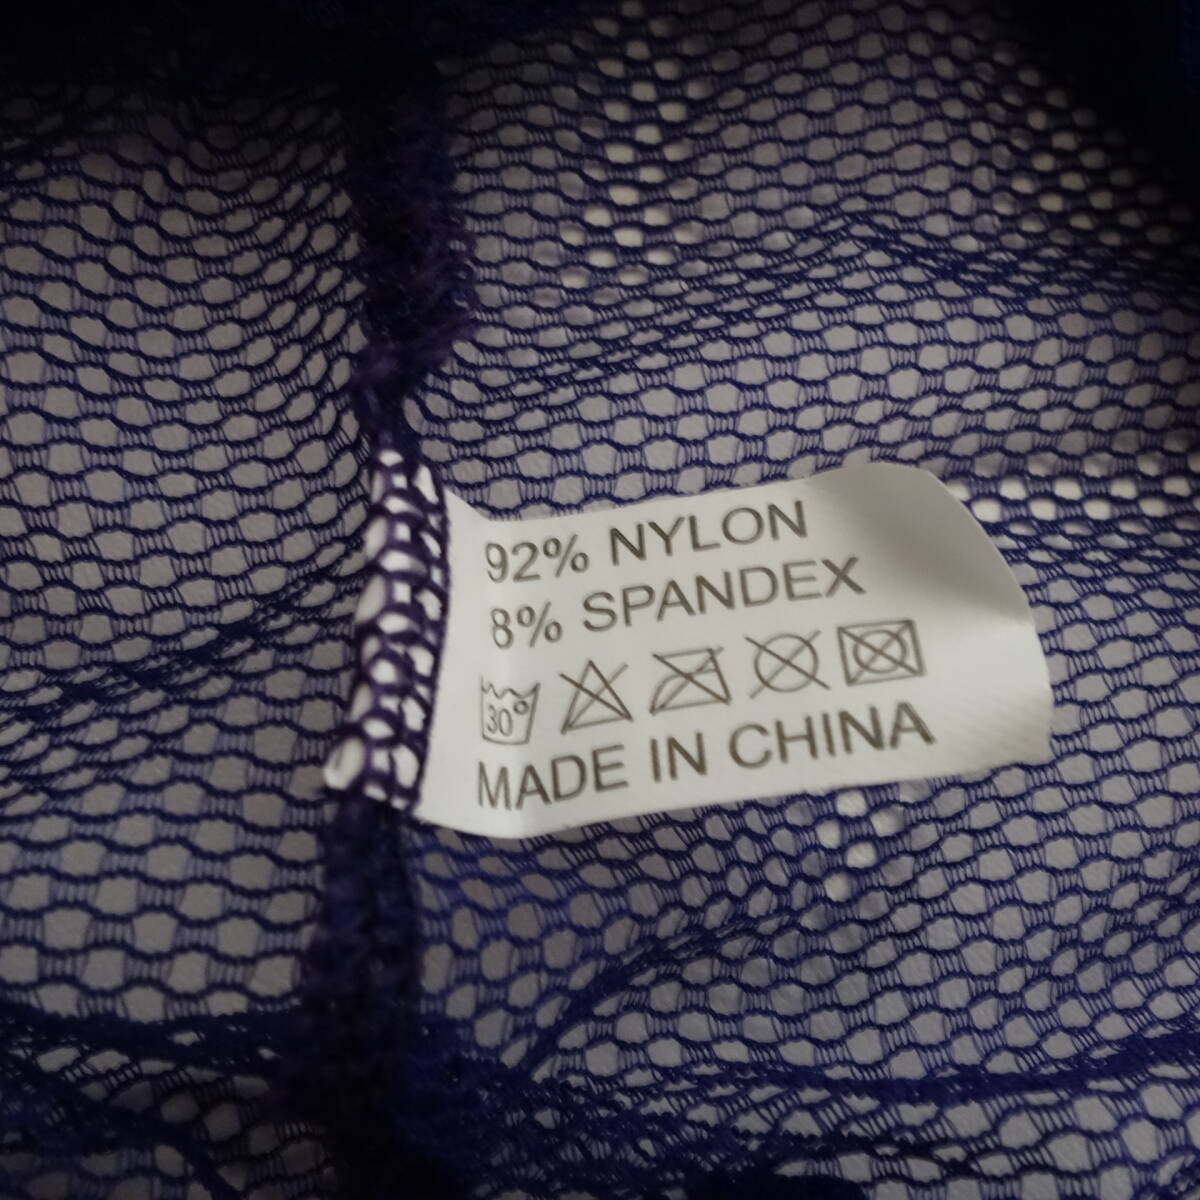 92% NYLON
8% SPANDEX
30°
MADE IN CHINA